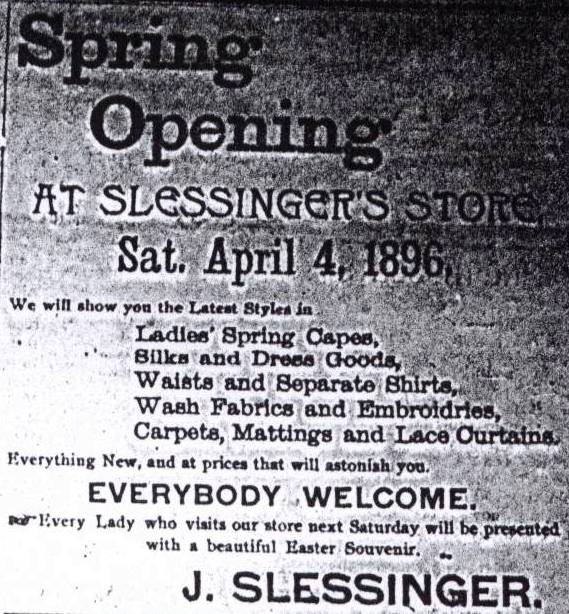 Spring
Opening
AT SLESSINGER'S STORE,
Sat. April 4, 1896.
We will show you the Latest Styles in
Ladies' Spring Capes,
Silks and Dress Goods,
Waists and Separate Shirts,
Wash Fabrics and Embroidries,
Carpets, Mattings and Lace Curtains.
Everything New, and at prices that will astonish you.
EVERYBODY WELCOME.
Every Lady who visits our store next Saturday will be presented
with a beautiful Easter Souvenir.
J. SLESSINGER.